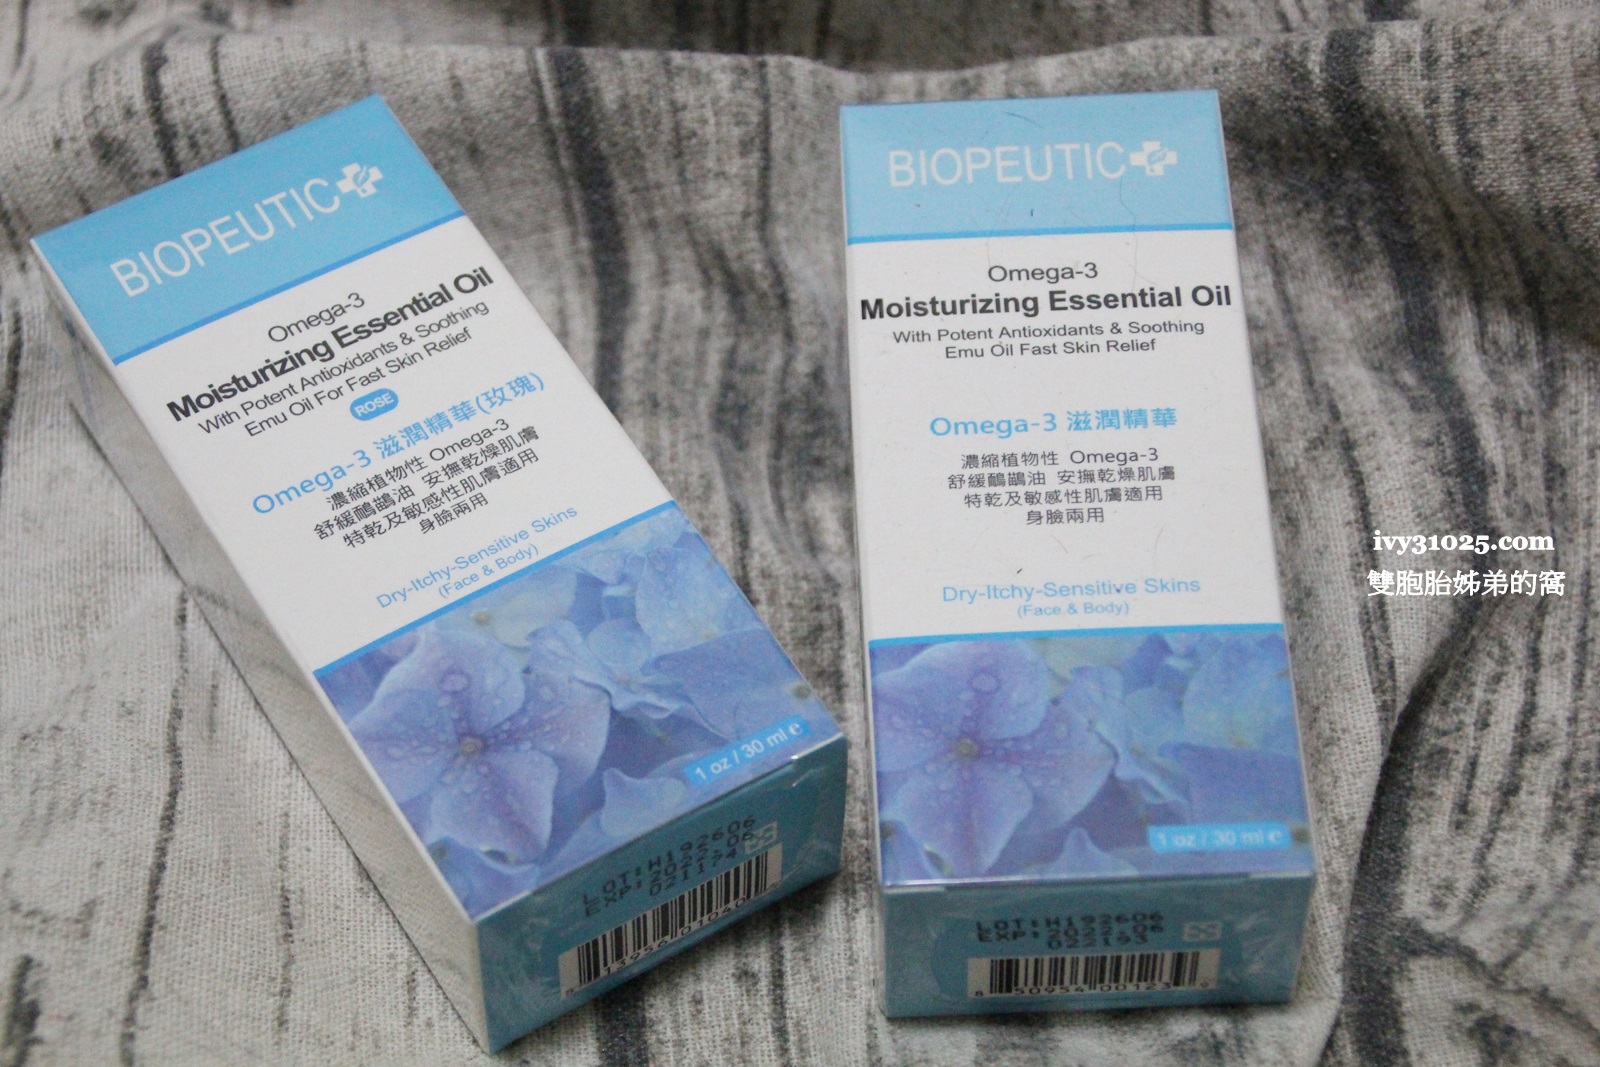 BIOPEUTIC
Omega-3
Moisturizing Essential Oil
With Potent Antioxidants & Soothing
Emu Oil For Fast Skin Relief
ROSE
Omega-3 滋潤精華(玫瑰)
濃縮植物性 Omega-3
舒緩鴯鶓油 安撫乾燥肌膚
特乾及敏感性肌膚適用
身臉兩用
Dry-Itchy-Sensitive Skins
(Face & Body)
1 oz / 30 ml e
LOT:H192606
BIOPEUTIC
Omega-3
Moisturizing Essential Oil
With Potent Antioxidants & Soothing
Emu Oil Fast Skin Relief
Omega-3 滋潤精華
濃縮植物性 Omega-3
舒緩鴯鶓油 安撫乾燥肌膚
特乾及敏感性肌膚適用
身臉兩用
Dry-Itchy-Sensitive Skins
(Face & Body)
1 oz / 30 ml e
LOT:H192606
EXP:2022.06
022193
ivy31025.com
雙胞胎姊弟的窩